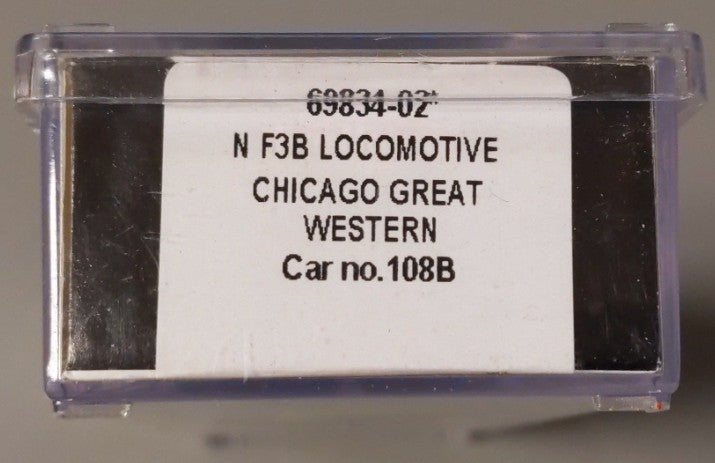 69834-02*
N F3B LOCOMOTIVE
CHICAGO GREAT
WESTERN
Car no.108B